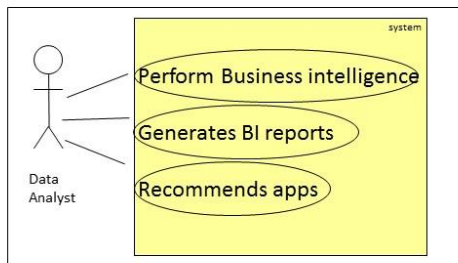 system
Perform Business intelligence
Generates BI reports
Recommends apps
Data
Analyst